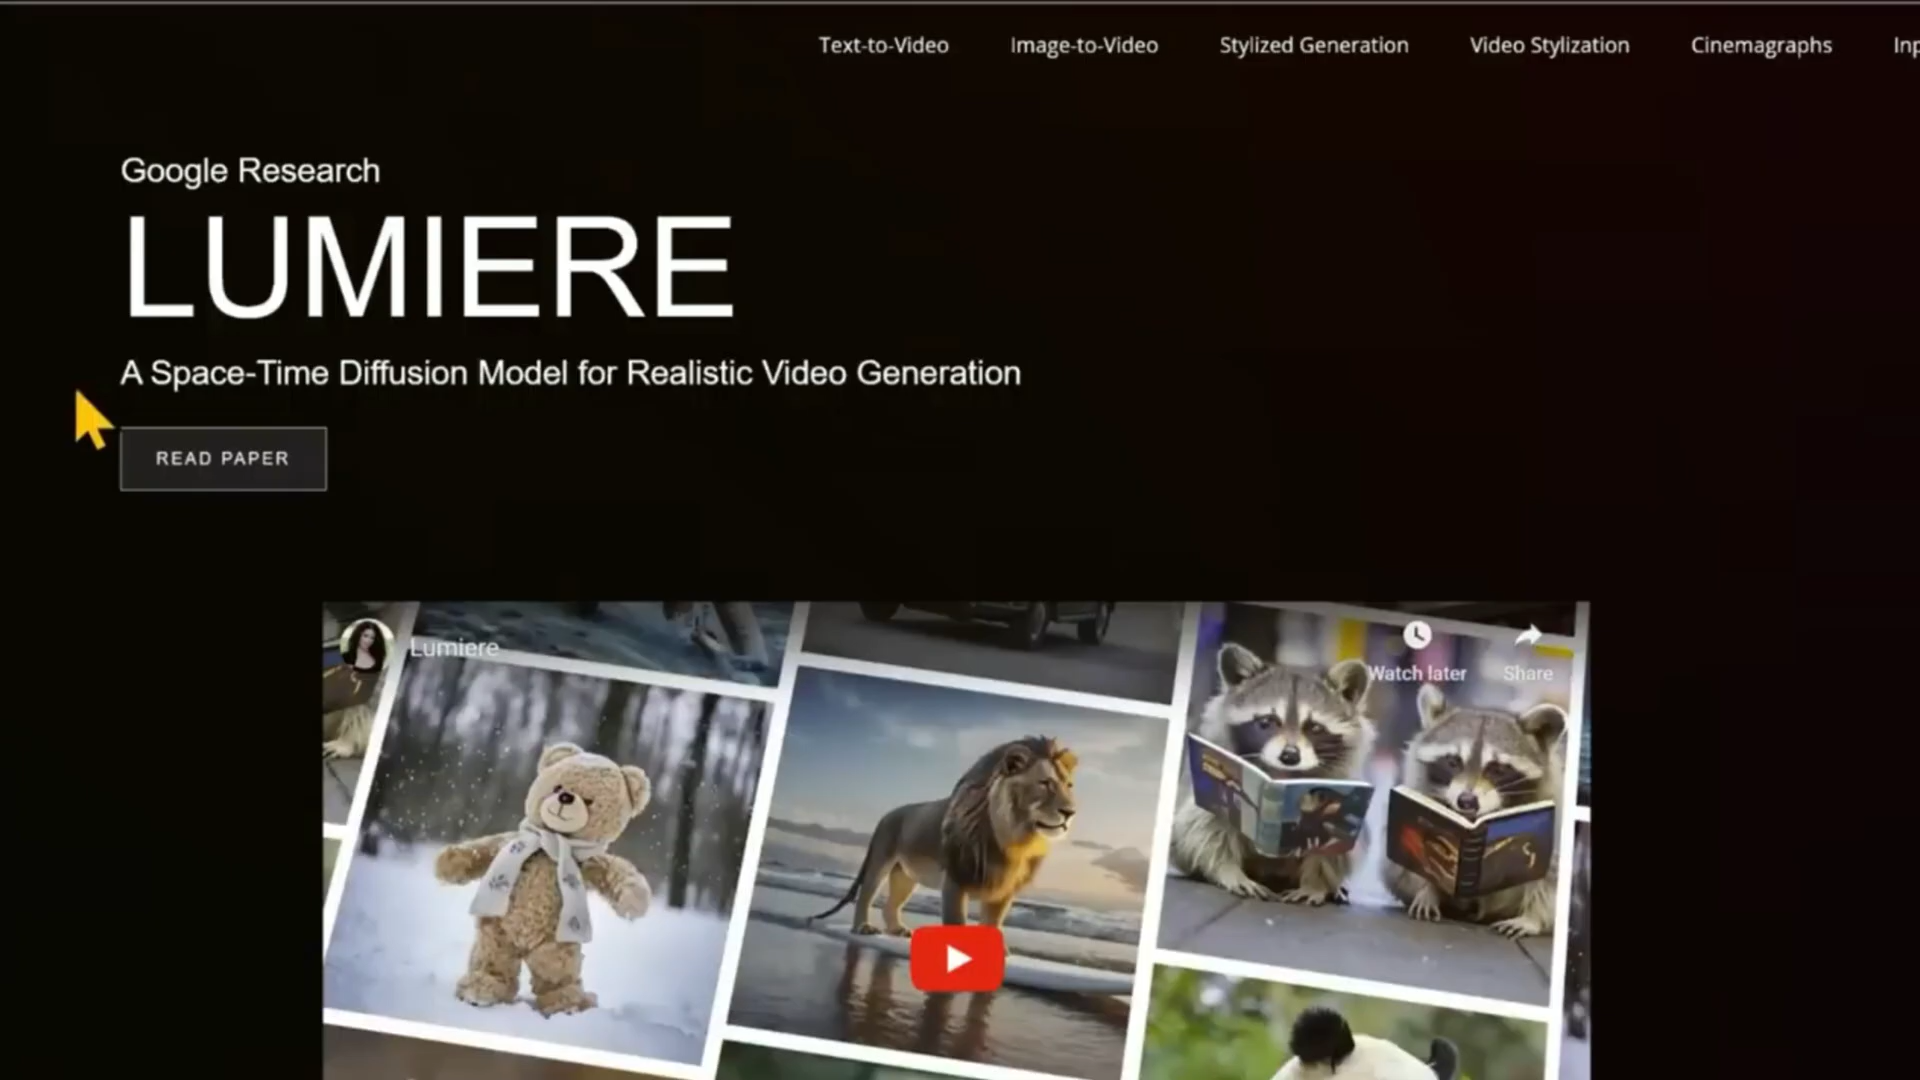 Text-to-Video Image-to-Video Stylized Generation Video Stylization Cinemagraphs Inp
Google Research
LUMIERE
A Space-Time Diffusion Model for Realistic Video Generation
READ PAPER
Lumiere
Watch later Share